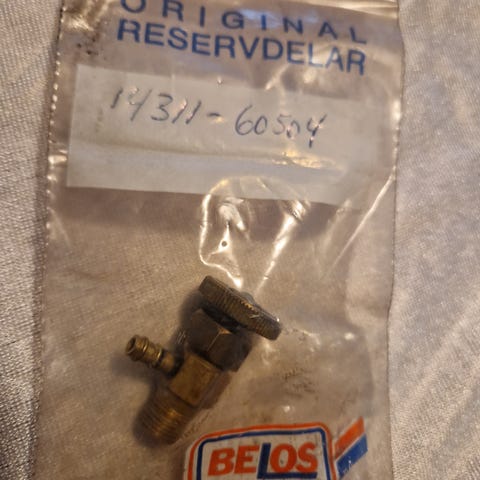 ORIGINAL
RESERVDELAR
14311-60504
BELOS